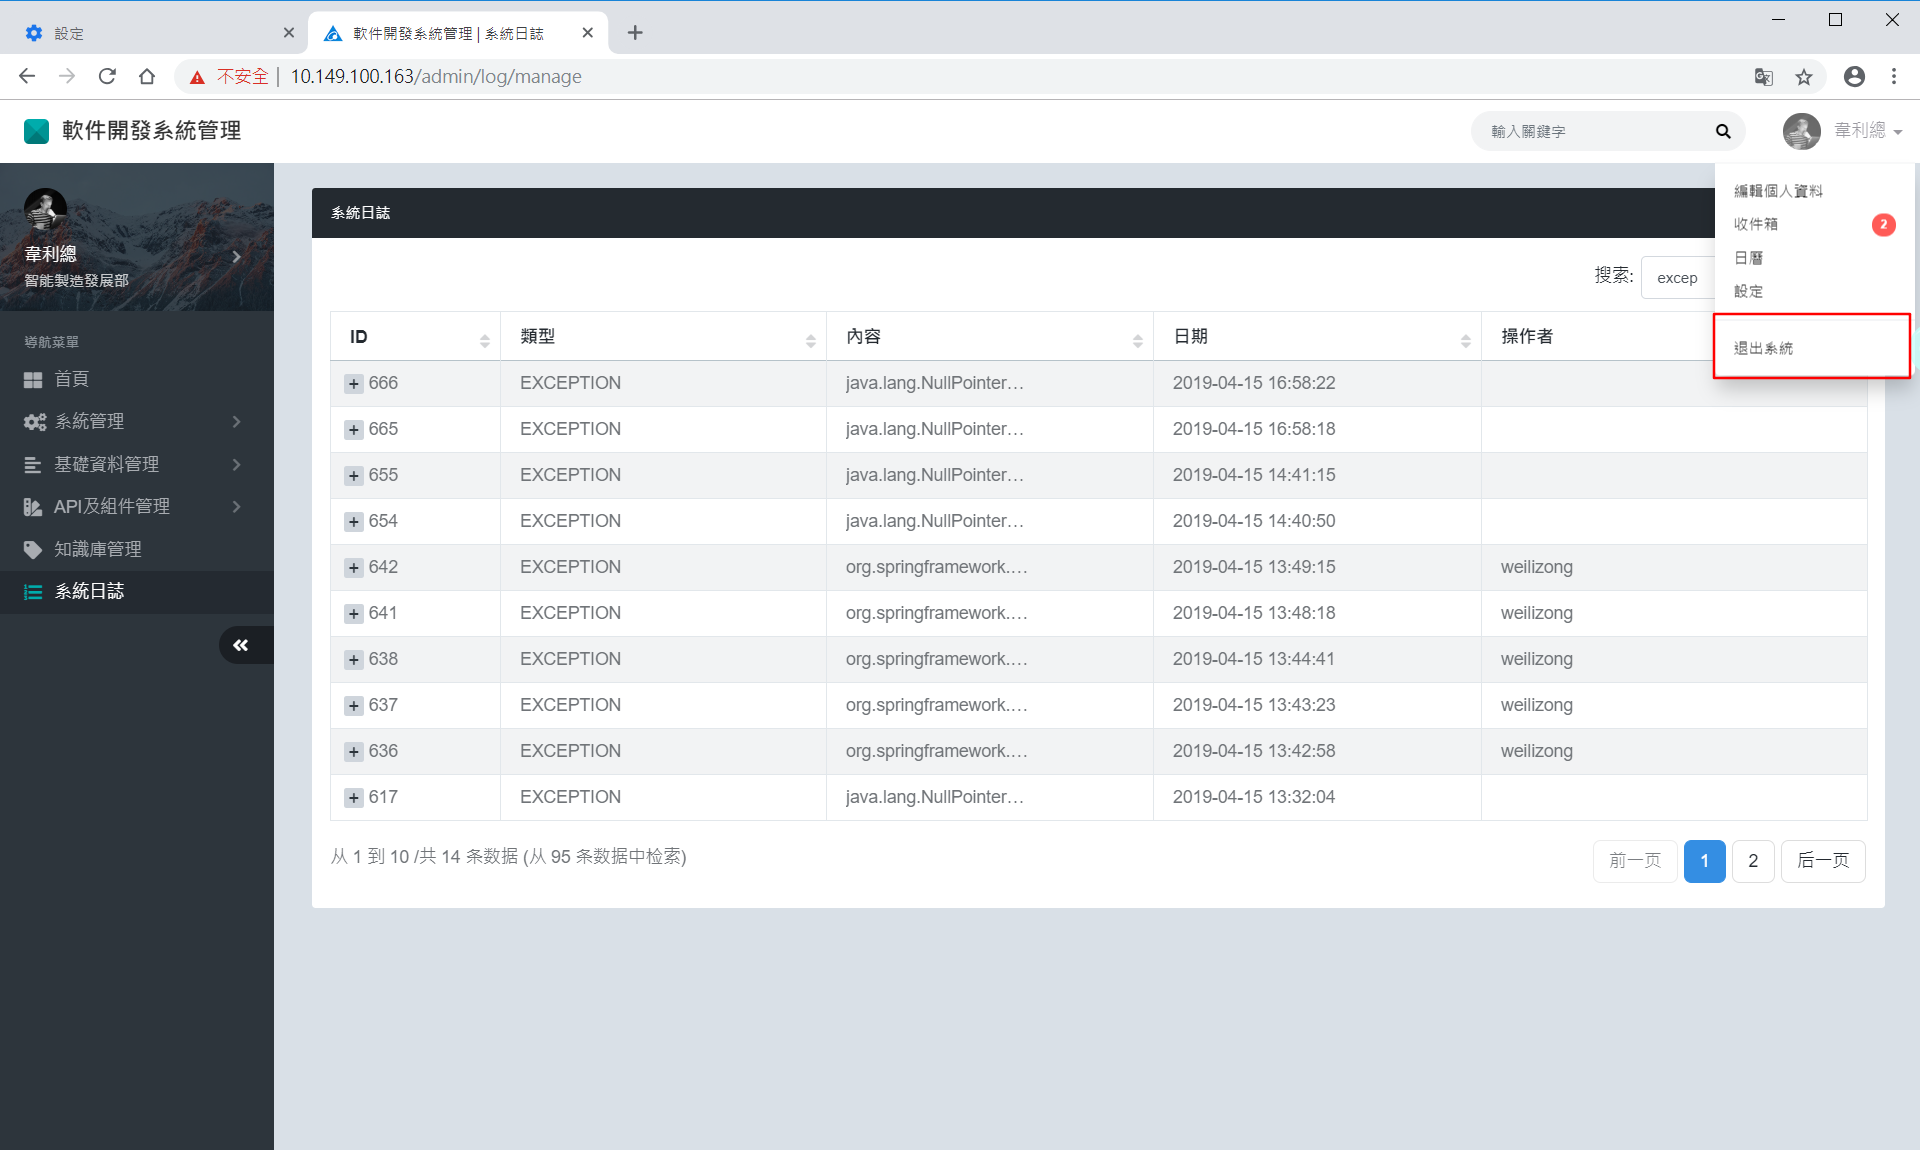 設定
軟件開發系統管理 | 系統日誌
不安全 | 10.149.100.163/admin/log/manage
軟件開發系統管理
輸入關鍵字
韋利總
編輯個人資料
收件箱 2
日曆
設定
退出系統
韋利總
智能製造發展部
導航菜單
首頁
系統管理
基礎資料管理
API及組件管理
知識庫管理
系統日誌
系統日誌
搜索: excep
ID 類型 內容 日期 操作者
666 EXCEPTION java.lang.NullPointer… 2019-04-15 16:58:22
665 EXCEPTION java.lang.NullPointer… 2019-04-15 16:58:18
655 EXCEPTION java.lang.NullPointer… 2019-04-15 14:41:15
654 EXCEPTION java.lang.NullPointer… 2019-04-15 14:40:50
642 EXCEPTION org.springframework.… 2019-04-15 13:49:15 weilizong
641 EXCEPTION org.springframework.… 2019-04-15 13:48:18 weilizong
638 EXCEPTION org.springframework.… 2019-04-15 13:44:41 weilizong
637 EXCEPTION org.springframework.… 2019-04-15 13:43:23 weilizong
636 EXCEPTION org.springframework.… 2019-04-15 13:42:58 weilizong
617 EXCEPTION java.lang.NullPointer… 2019-04-15 13:32:04
从 1 到 10 /共 14 条数据 (从 95 条数据中检索)
前一页 1 2 后一页